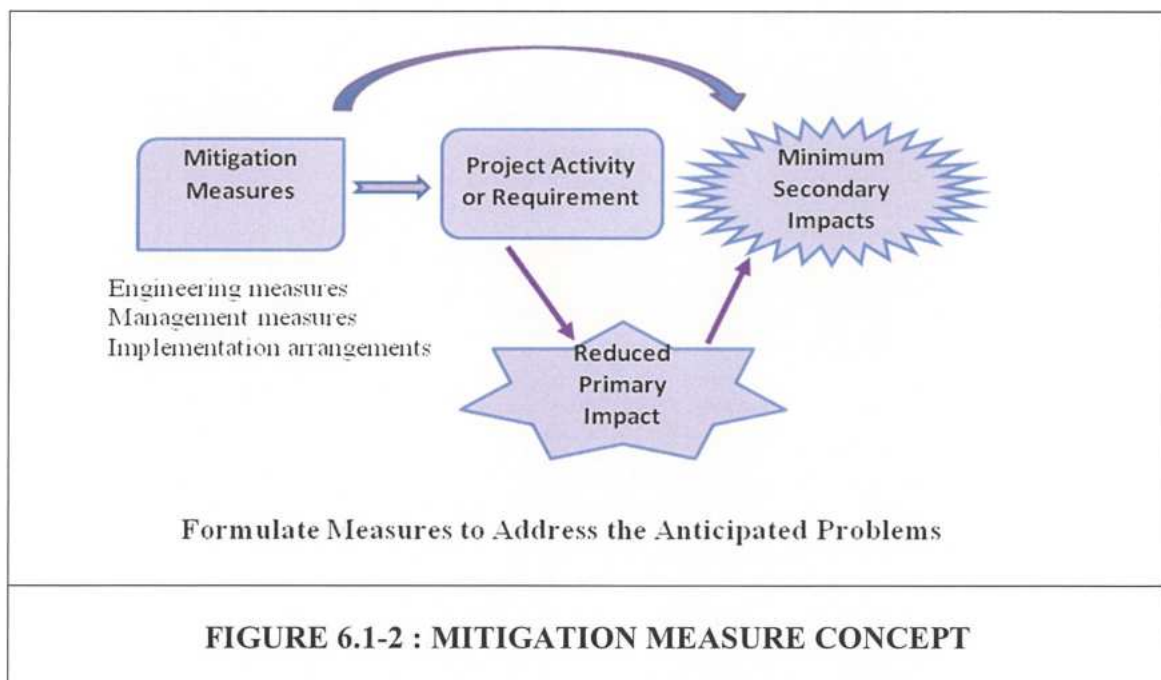 Mitigation
Measures
Project Activity
or Requirement
Minimum
Secondary
Impacts
Engineering measures
Management measures
Implementation arrangements
Reduced
Primary
Impact
Formulate Measures to Address the Anticipated Problems
FIGURE 6.1-2 : MITIGATION MEASURE CONCEPT